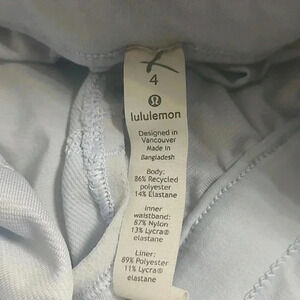 4
lululemon
Designed in
Vancouver
Made in
Bangladesh
Body:
86% Recycled
polyester
14% Elastane
Inner
waistband:
87% Nylon
13% Lycra®
elastane
Liner:
89% Polyester
11% Lycra®
elastane